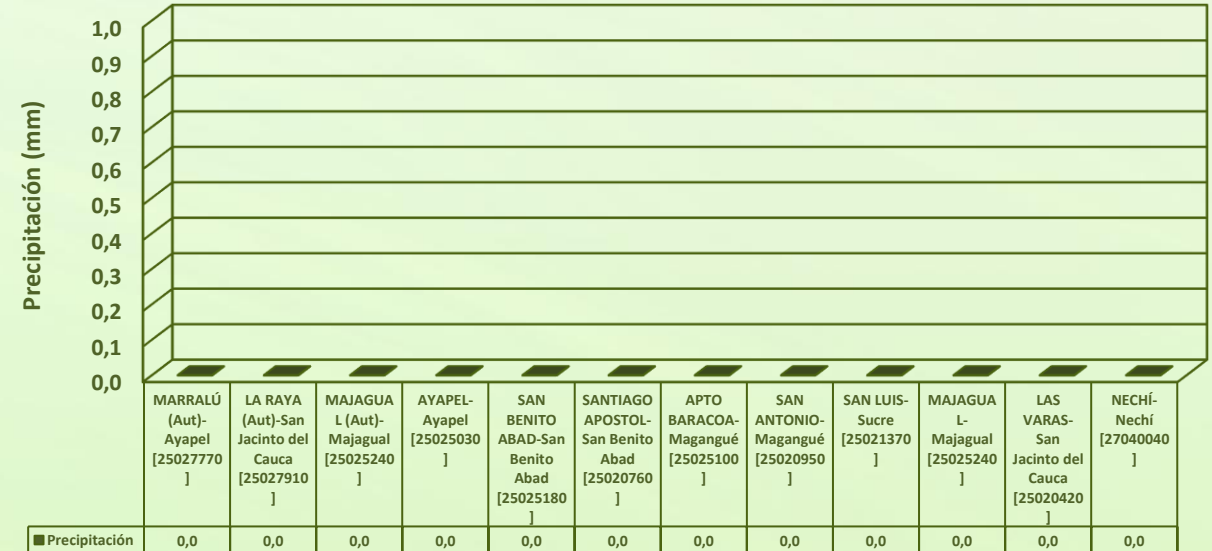 Precipitación (mm)
1,0
0,9
0,8
0,7
0,6
0,5
0,4
0,3
0,2
0,1
0,0
MARRALÚ
(Aut)-
Ayapel
[25027770
]
LA RAYA
(Aut)-San
Jacinto del
Cauca
[25027910
]
MAJAGUA
L (Aut)-
Majagual
[25025240
]
AYAPEL-
Ayapel
[25025030
]
SAN
BENITO
ABAD-San
Benito
Abad
[25025180
]
SANTIAGO
APOSTOL-
San Benito
Abad
[25020760
]
APTO
BARACOA-
Magangué
[25025100
]
SAN
ANTONIO-
Magangué
[25020950
]
SAN LUIS-
Sucre
[25021370
]
MAJAGUA
L-
Majagual
[25025240
]
LAS
VARAS-
San
Jacinto del
Cauca
[25020420
]
NECHÍ-
Nechí
[27040040
]
Precipitación 0,0 0,0 0,0 0,0 0,0 0,0 0,0 0,0 0,0 0,0 0,0 0,0